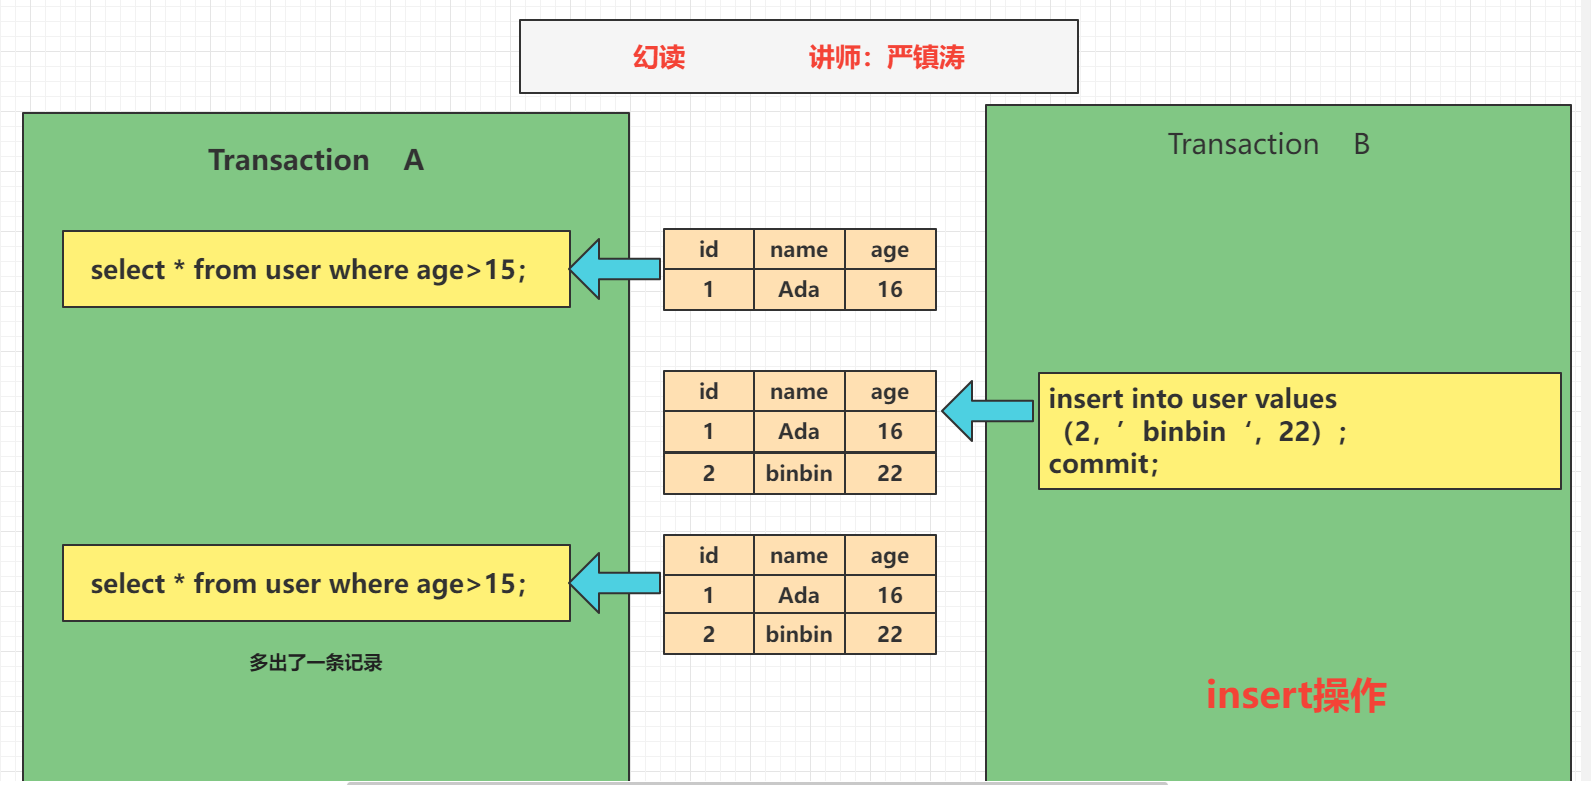 幻读 讲师：严镇涛
Transaction A
Transaction B
select * from user where age>15;
id name age
1 Ada 16
id name age
1 Ada 16
2 binbin 22
insert into user values
（2，’ binbin ‘，22）;
commit;
select * from user where age>15;
id name age
1 Ada 16
2 binbin 22
多出了一条记录
insert操作